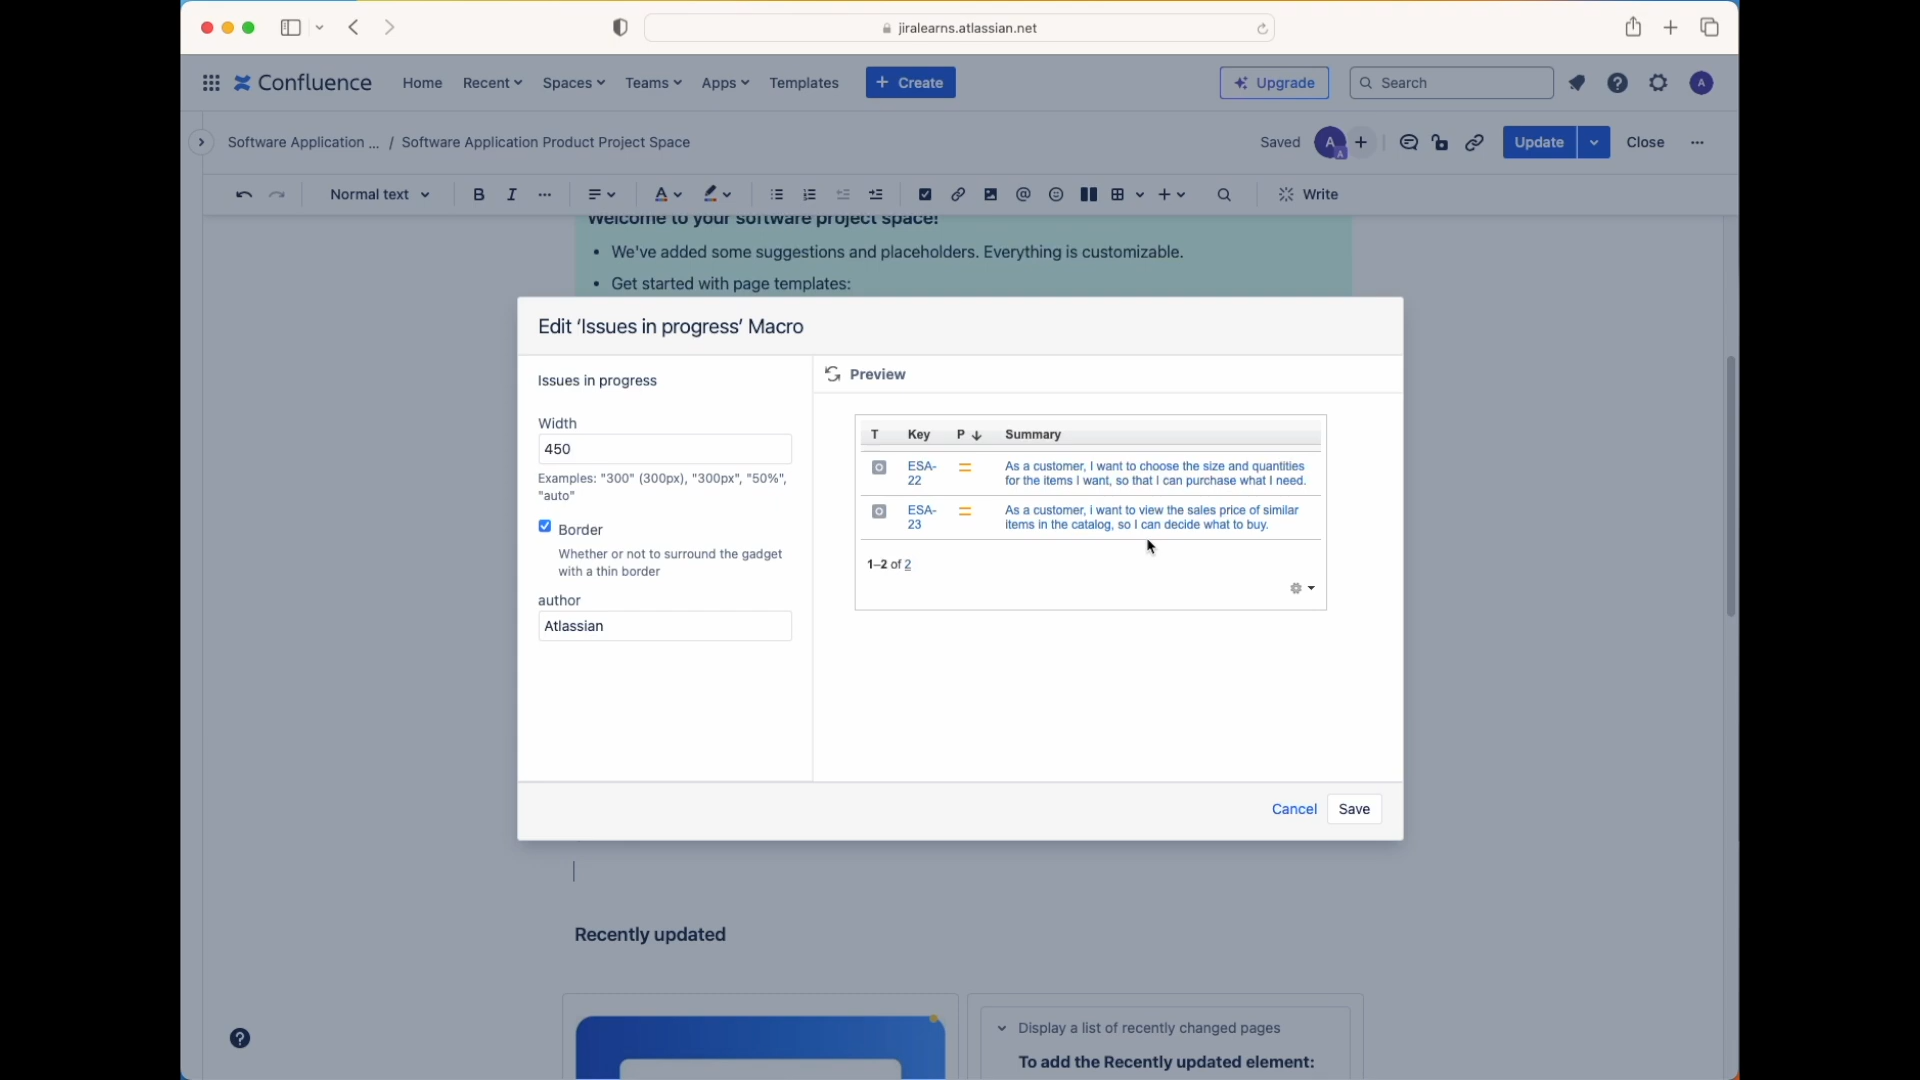 jiralearns.atlassian.net
Confluence Home Recent Spaces Teams Apps Templates + Create Upgrade Search A
Software Application ... / Software Application Product Project Space Saved A A + Update Close
Normal text B I A @ Write
Welcome to your software project space!
• We've added some suggestions and placeholders. Everything is customizable.
• Get started with page templates:
Edit 'Issues in progress' Macro
Issues in progress
Preview
Width
450
Examples: "300" (300px), "300px", "50%",
"auto"
Border
Whether or not to surround the gadget
with a thin border
author
Atlassian
T Key P ↓ Summary
ESA-
22
As a customer, I want to choose the size and quantities
for the items I want, so that I can purchase what I need.
ESA-
23
As a customer, i want to view the sales price of similar
items in the catalog, so I can decide what to buy.
1–2 of 2
Cancel Save
Recently updated
Display a list of recently changed pages
To add the Recently updated element: